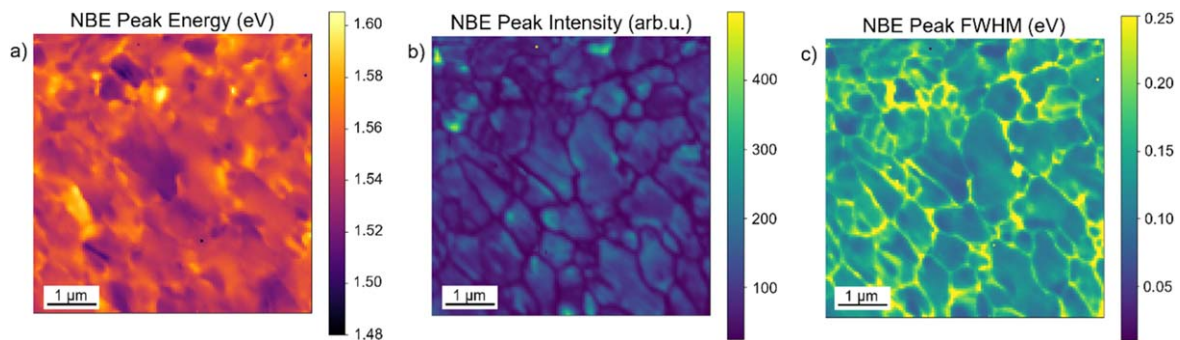 a)
NBE Peak Energy (eV)
1 µm
1.60
1.58
1.56
1.54
1.52
1.50
1.48
b)
NBE Peak Intensity (arb.u.)
1 µm
400
300
200
100
c)
NBE Peak FWHM (eV)
1 µm
0.25
0.20
0.15
0.10
0.05